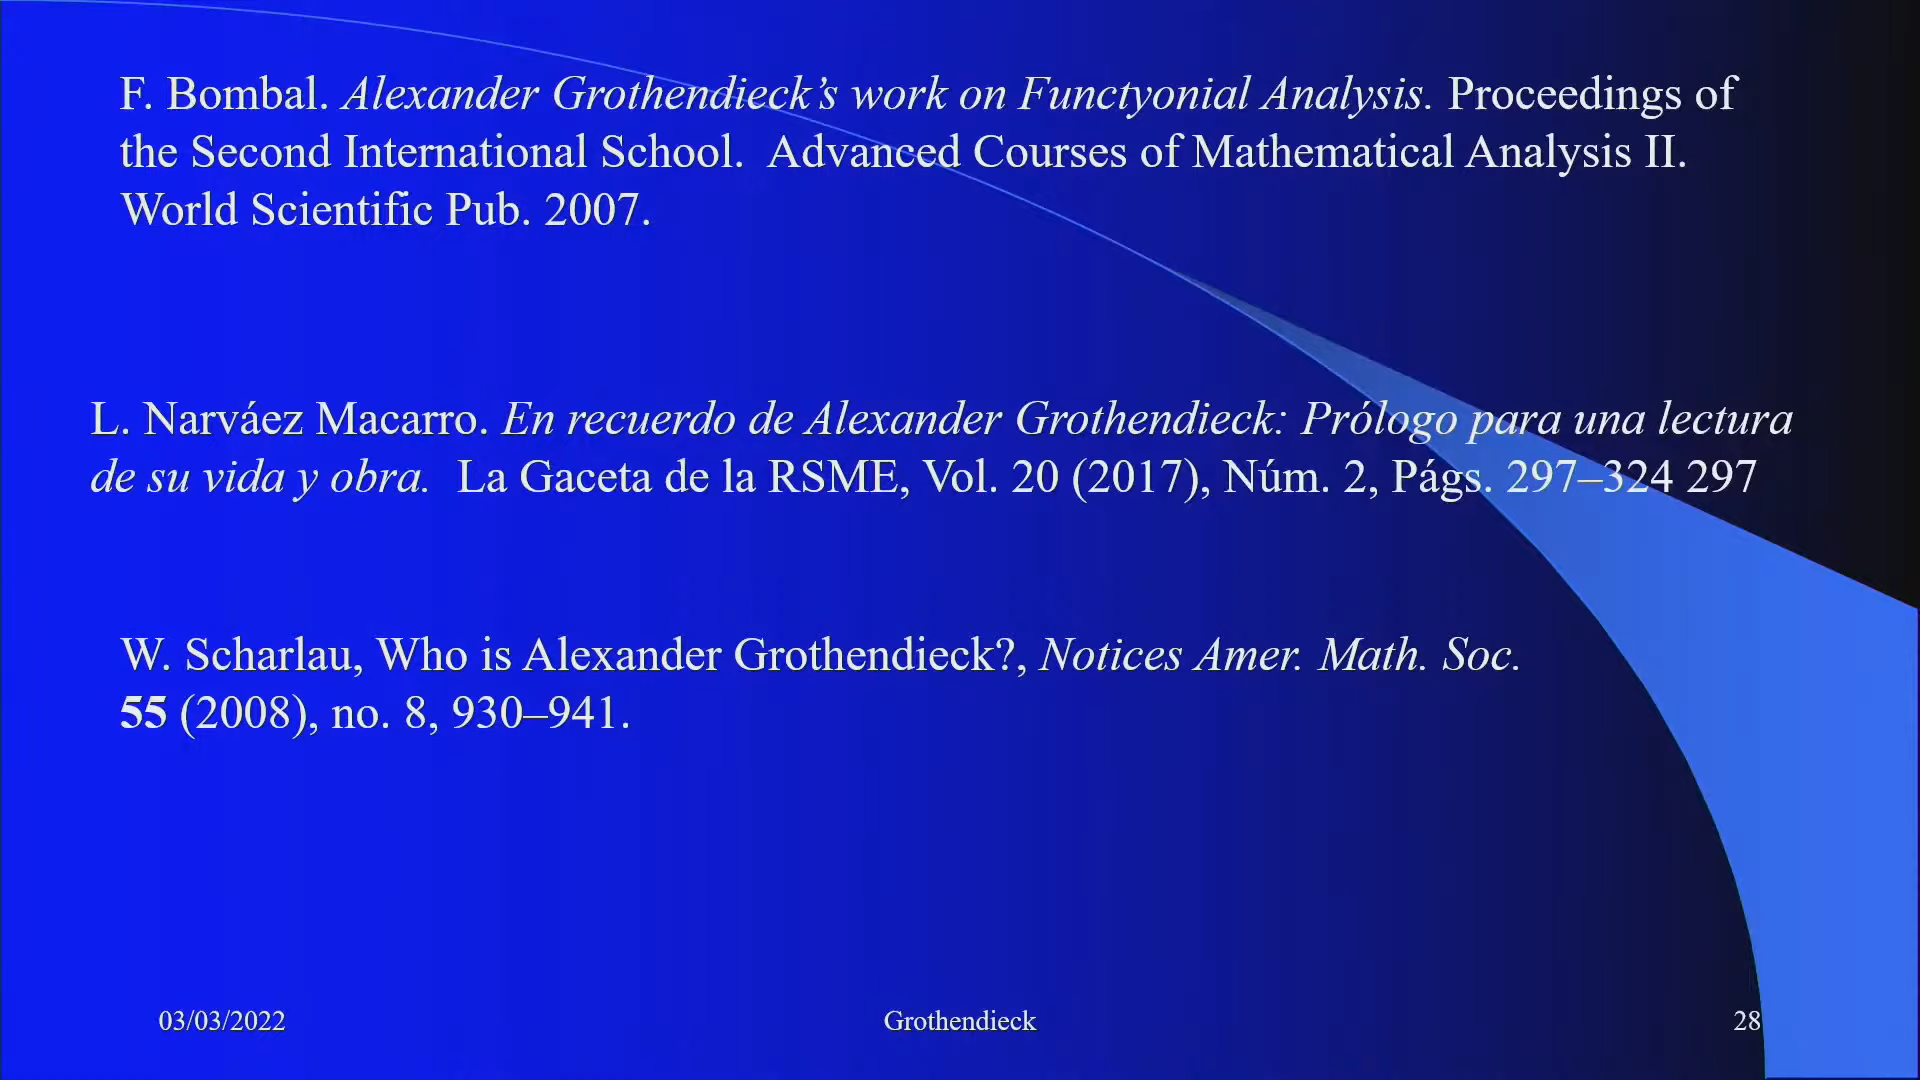 F. Bombal. Alexander Grothendieck’s work on Functyonial Analysis. Proceedings of
the Second International School.  Advanced Courses of Mathematical Analysis II.
World Scientific Pub. 2007.
L. Narváez Macarro. En recuerdo de Alexander Grothendieck: Prólogo para una lectura
de su vida y obra.  La Gaceta de la RSME, Vol. 20 (2017), Núm. 2, Págs. 297–324 297
W. Scharlau, Who is Alexander Grothendieck?, Notices Amer. Math. Soc.
55 (2008), no. 8, 930–941.
03/03/2022 Grothendieck 28